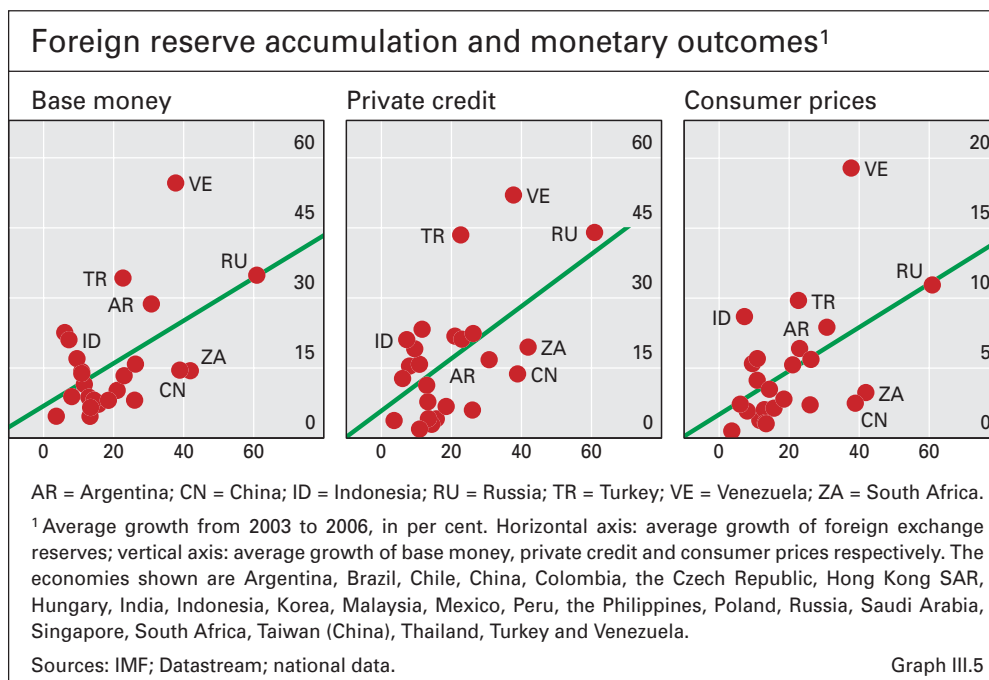 Foreign reserve accumulation and monetary outcomes¹
Base money
60
45
30
15
0
0 20 40 60
VE
TR
RU
AR
ID
ZA
CN
Private credit
60
45
30
15
0
0 20 40 60
VE
TR
RU
ID
ZA
AR
CN
Consumer prices
20
15
10
5
0
0 20 40 60
VE
RU
TR
ID
AR
ZA
CN
AR = Argentina; CN = China; ID = Indonesia; RU = Russia; TR = Turkey; VE = Venezuela; ZA = South Africa.
¹ Average growth from 2003 to 2006, in per cent. Horizontal axis: average growth of foreign exchange
reserves; vertical axis: average growth of base money, private credit and consumer prices respectively. The
economies shown are Argentina, Brazil, Chile, China, Colombia, the Czech Republic, Hong Kong SAR,
Hungary, India, Indonesia, Korea, Malaysia, Mexico, Peru, the Philippines, Poland, Russia, Saudi Arabia,
Singapore, South Africa, Taiwan (China), Thailand, Turkey and Venezuela.
Sources: IMF; Datastream; national data. Graph III.5